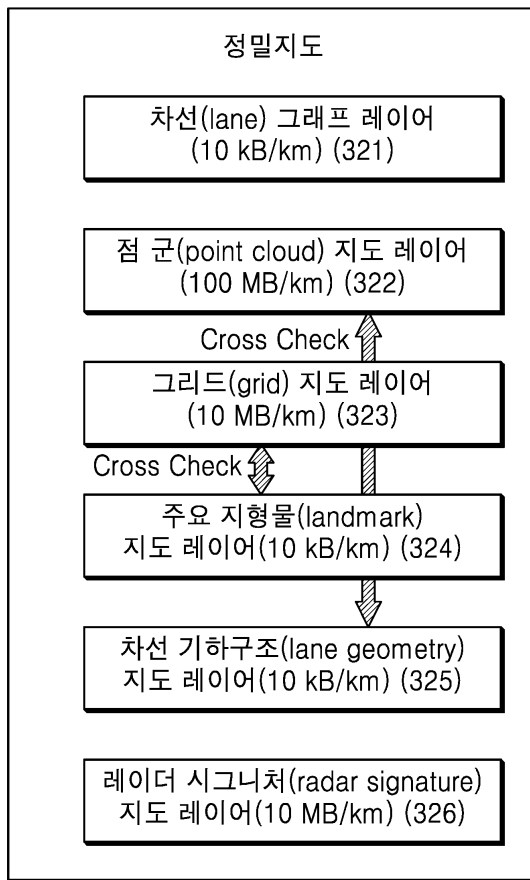 정밀지도
차선(lane) 그래프 레이어
(10 kB/km) (321)
점 군(point cloud) 지도 레이어
(100 MB/km) (322)
Cross Check
그리드(grid) 지도 레이어
(10 MB/km) (323)
Cross Check
주요 지형물(landmark)
지도 레이어(10 kB/km) (324)
차선 기하구조(lane geometry)
지도 레이어(10 kB/km) (325)
레이더 시그니처(radar signature)
지도 레이어(10 MB/km) (326)